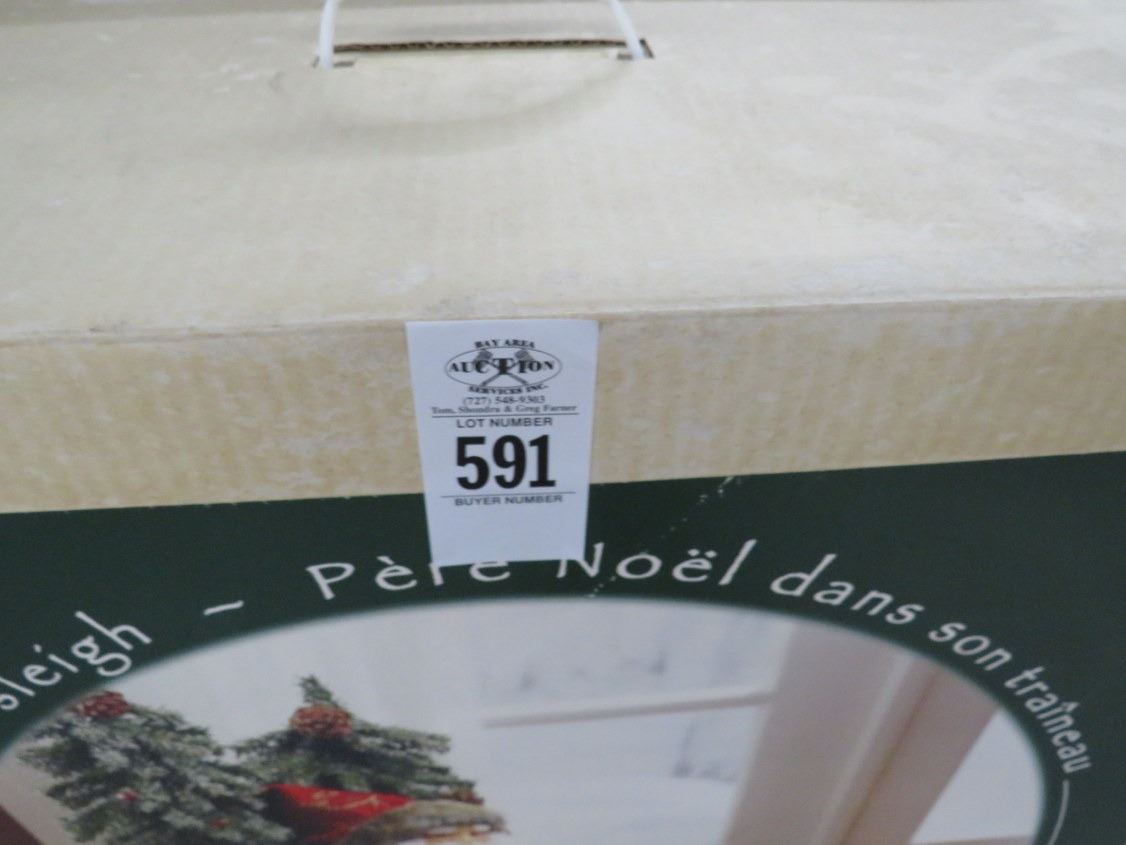 BAY AREA
AUCTION
SERVICES INC.
(727) 548-9303
Tom, Shondra & Greg Farner
LOT NUMBER
591
BUYER NUMBER
sleigh ~ Père Noël dans son traîneau